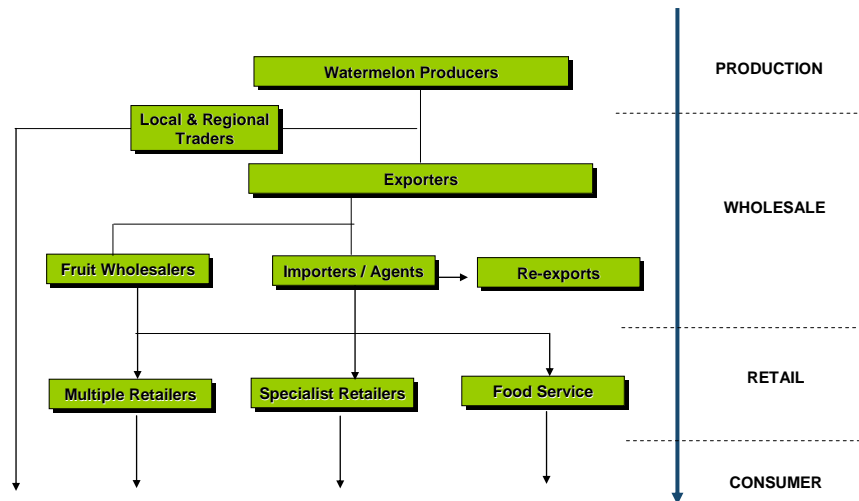 Watermelon Producers
PRODUCTION
Local & Regional
Traders
Exporters
WHOLESALE
Fruit Wholesalers
Importers / Agents
Re-exports
Multiple Retailers
Specialist Retailers
Food Service
RETAIL
CONSUMER